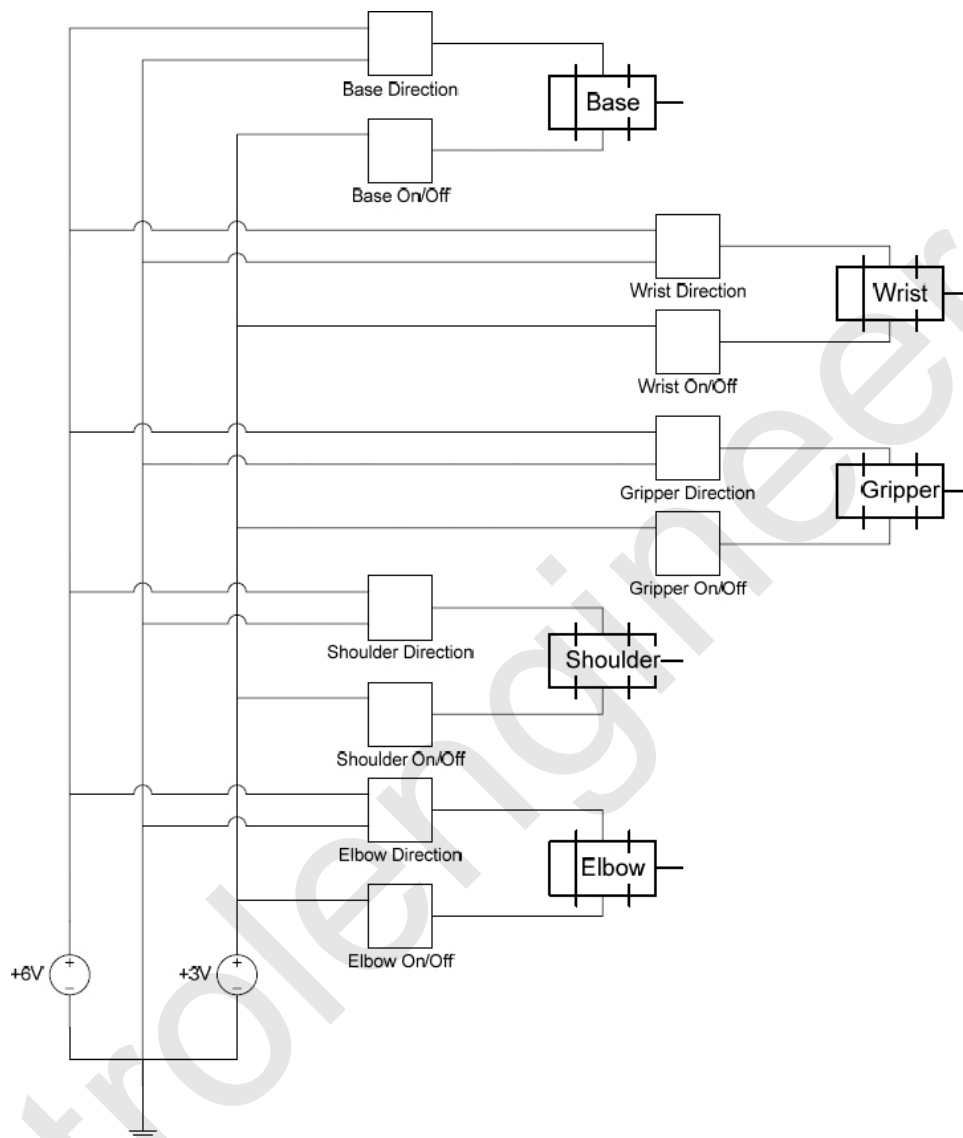 Base Direction
Base
Base On/Off
Wrist Direction
Wrist
Wrist On/Off
Gripper Direction
Gripper
Gripper On/Off
Shoulder Direction
Shoulder
Shoulder On/Off
Elbow Direction
Elbow
Elbow On/Off
+6V
+
−
+3V
+
−
trolengineer